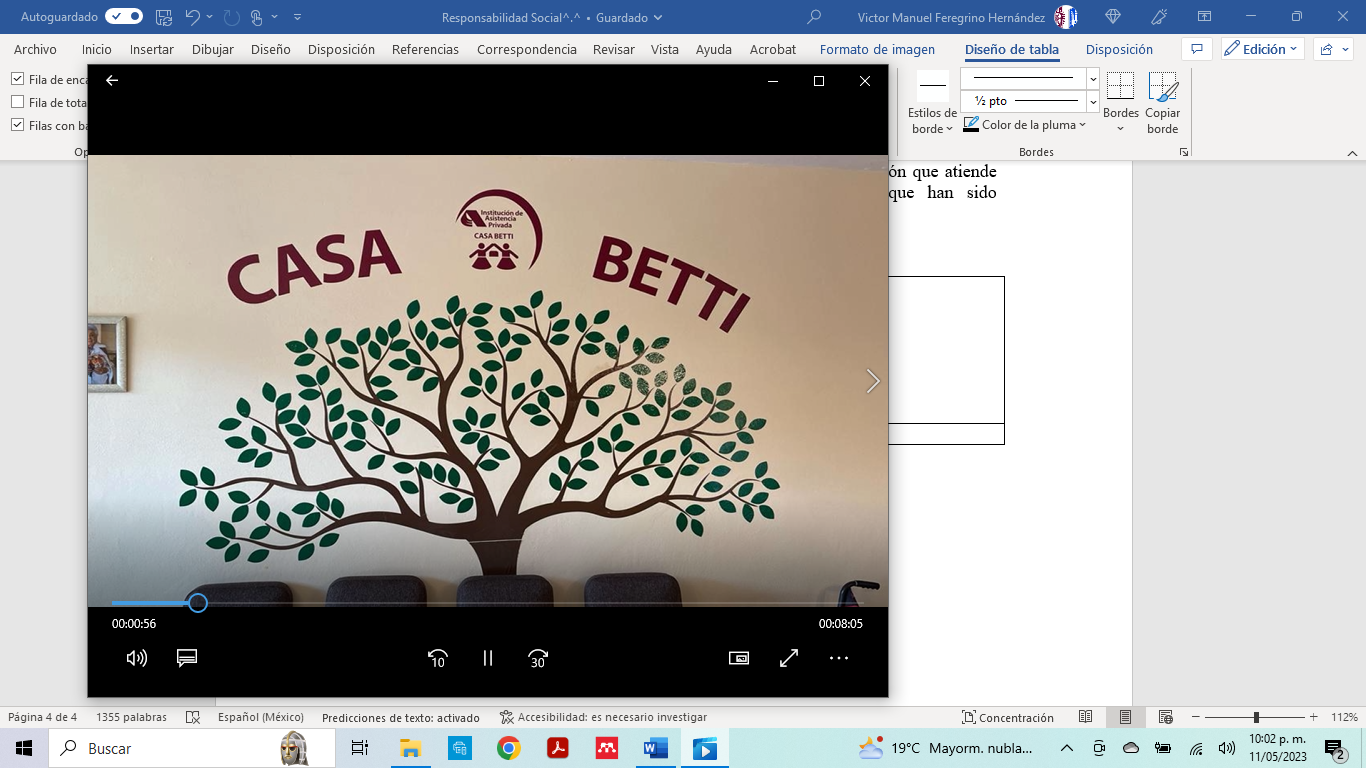 Autoguardado
Responsabilidad Social^.^ • Guardado
Victor Manuel Feregrino Hernández
Archivo Inicio Insertar Dibujar Diseño Disposición Referencias Correspondencia Revisar Vista Ayuda Acrobat Formato de imagen Diseño de tabla Disposición Edición
Fila de enca
Fila de tota
Filas con ba
Op
½ pto
Estilos de
borde
Color de la pluma
Bordes
Copiar
borde
Bordes
ón que atiende
que han sido
CASA
Institución de
Asistencia
Privada
CASA BETTI
BETTI
00:00:56
00:08:05
10
30
Página 4 de 4 1355 palabras Español (México) Predicciones de texto: activado Accesibilidad: es necesario investigar Concentración 112%
Buscar
19°C Mayorm. nubla...
10:02 p. m.
11/05/2023
2